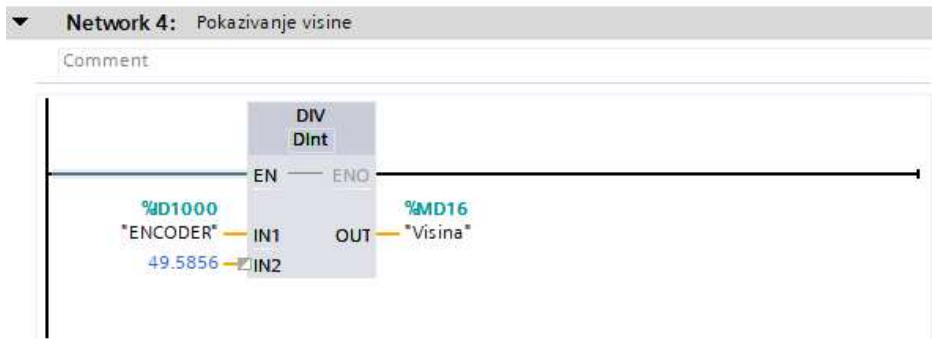 Network 4: Pokazivanje visine
Comment
DIV
DInt
EN ENO
%ID1000 %MD16
"ENCODER" IN1 OUT "Visina"
49.5856 IN2